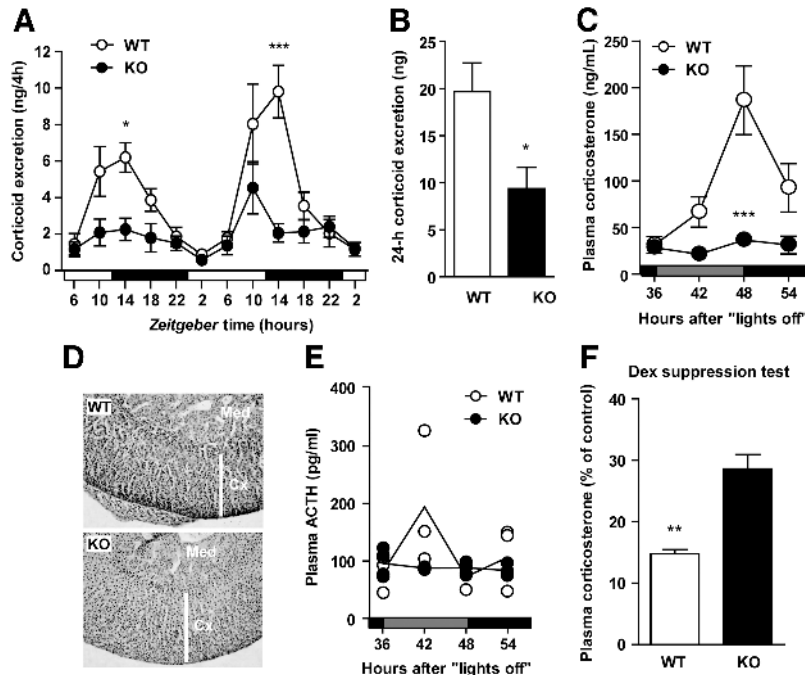 A
WT
KO
***
*
Corticoid excretion (ng/4h)
12
10
8
6
4
2
0
6 10 14 18 22 2 6 10 14 18 22 2
Zeitgeber time (hours)
B
24-h corticoid excretion (ng)
25
20
15
10
5
0
*
WT KO
C
WT
KO
Plasma corticosterone (ng/mL)
250
200
150
100
50
0
***
36 42 48 54
Hours after "lights off"
D
WT
Med
Cx
KO
Med
Cx
E
WT
KO
Plasma ACTH (pg/ml)
400
300
200
100
0
36 42 48 54
Hours after "lights off"
F
Dex suppression test
Plasma corticosterone (% of control)
40
30
20
10
0
**
WT KO